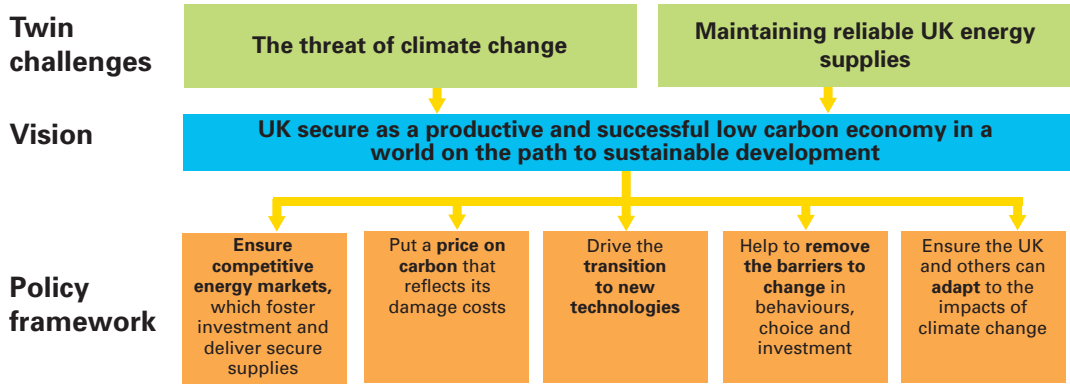 Twin
challenges
The threat of climate change
Maintaining reliable UK energy
supplies
Vision
UK secure as a productive and successful low carbon economy in a
world on the path to sustainable development
Policy
framework
Ensure
competitive
energy markets,
which foster
investment and
deliver secure
supplies
Put a price on
carbon that
reflects its
damage costs
Drive the
transition
to new
technologies
Help to remove
the barriers to
change in
behaviours,
choice and
investment
Ensure the UK
and others can
adapt to the
impacts of
climate change